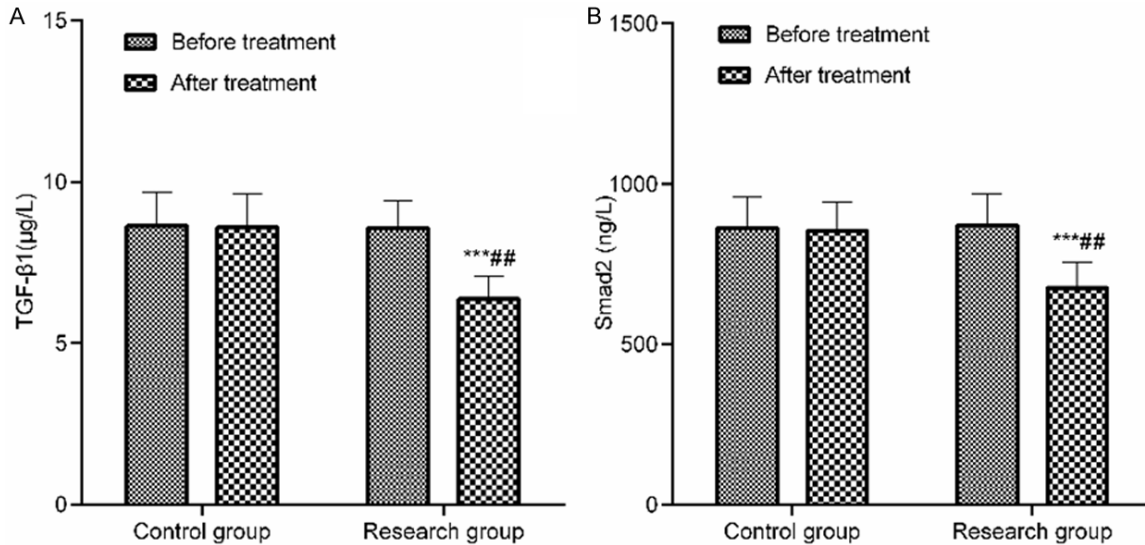 A
15
Before treatment
After treatment
10
TGF-β1(µg/L)
***##
5
0
Control group
Research group
B
1500
Before treatment
After treatment
1000
Smad2 (ng/L)
***##
500
0
Control group
Research group